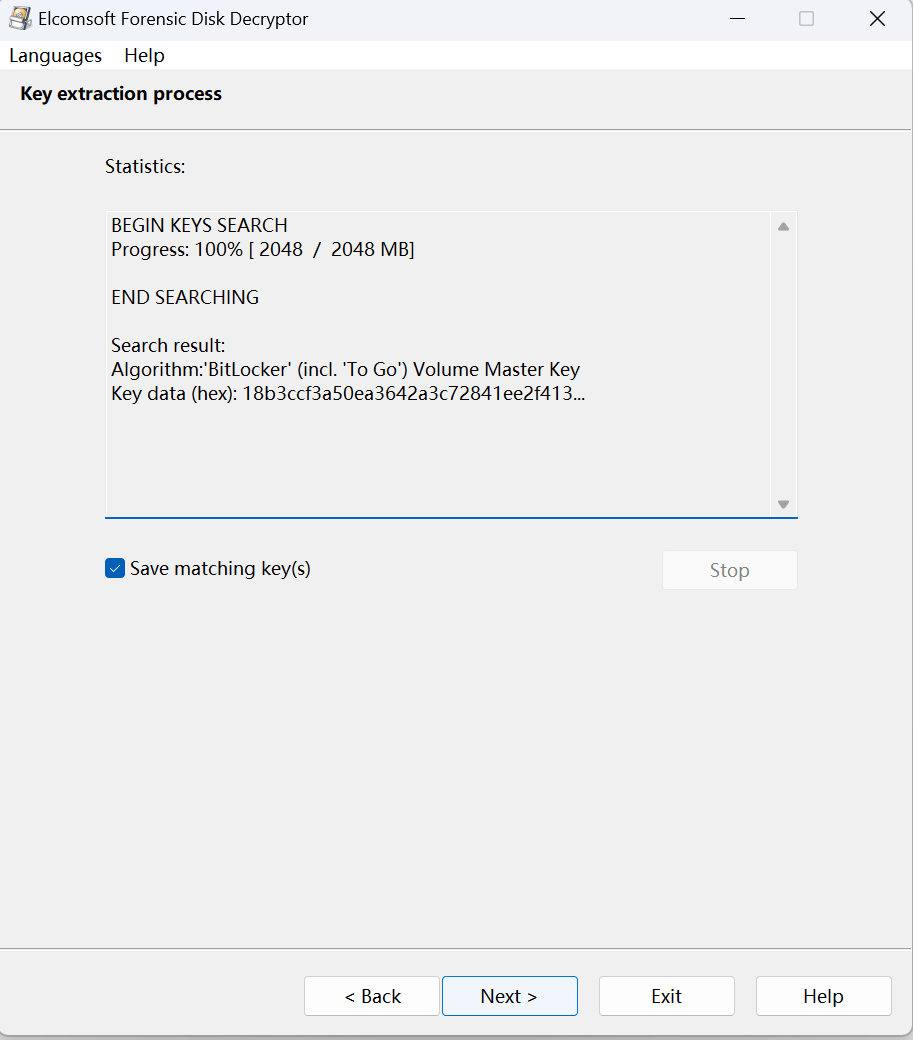 Elcomsoft Forensic Disk Decryptor
Languages Help
Key extraction process
Statistics:
BEGIN KEYS SEARCH
Progress: 100% [ 2048 / 2048 MB]
END SEARCHING
Search result:
Algorithm:'BitLocker' (incl. 'To Go') Volume Master Key
Key data (hex): 18b3ccf3a50ea3642a3c72841ee2f413...
Save matching key(s)
Stop
< Back
Next >
Exit
Help